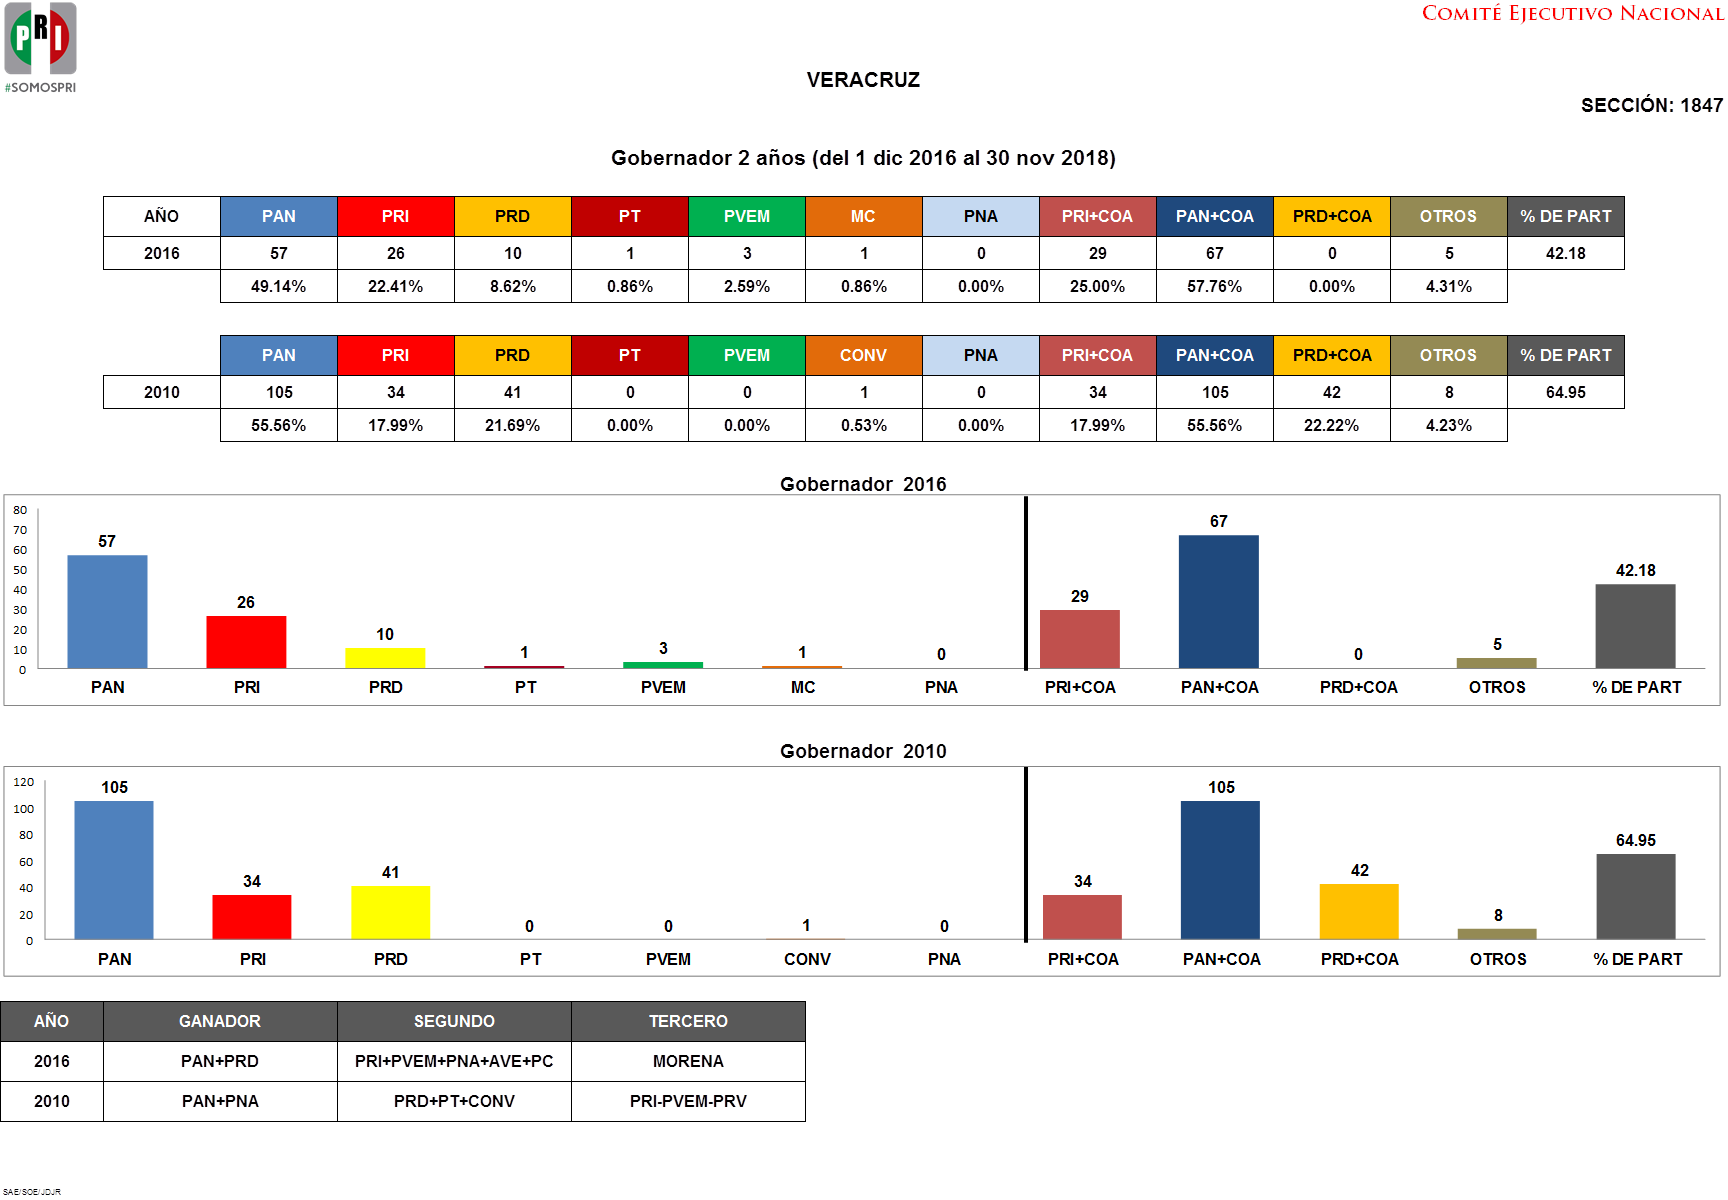 PRI
#SOMOSPRI
COMITÉ EJECUTIVO NACIONAL
VERACRUZ
SECCIÓN: 1847
Gobernador 2 años (del 1 dic 2016 al 30 nov 2018)
AÑO PAN PRI PRD PT PVEM MC PNA PRI+COA PAN+COA PRD+COA OTROS % DE PART
2016 57 26 10 1 3 1 0 29 67 0 5 42.18
49.14% 22.41% 8.62% 0.86% 2.59% 0.86% 0.00% 25.00% 57.76% 0.00% 4.31%
PAN PRI PRD PT PVEM CONV PNA PRI+COA PAN+COA PRD+COA OTROS % DE PART
2010 105 34 41 0 0 1 0 34 105 42 8 64.95
55.56% 17.99% 21.69% 0.00% 0.00% 0.53% 0.00% 17.99% 55.56% 22.22% 4.23%
Gobernador 2016
80
70
60
50
40
30
20
10
0
57 26 10 1 3 1 0 29 67 0 5 42.18
PAN PRI PRD PT PVEM MC PNA PRI+COA PAN+COA PRD+COA OTROS % DE PART
Gobernador 2010
120
100
80
60
40
20
0
105 34 41 0 0 1 0 34 105 42 8 64.95
PAN PRI PRD PT PVEM CONV PNA PRI+COA PAN+COA PRD+COA OTROS % DE PART
AÑO GANADOR SEGUNDO TERCERO
2016 PAN+PRD PRI+PVEM+PNA+AVE+PC MORENA
2010 PAN+PNA PRD+PT+CONV PRI-PVEM-PRV
SAE/SOE/JDJR